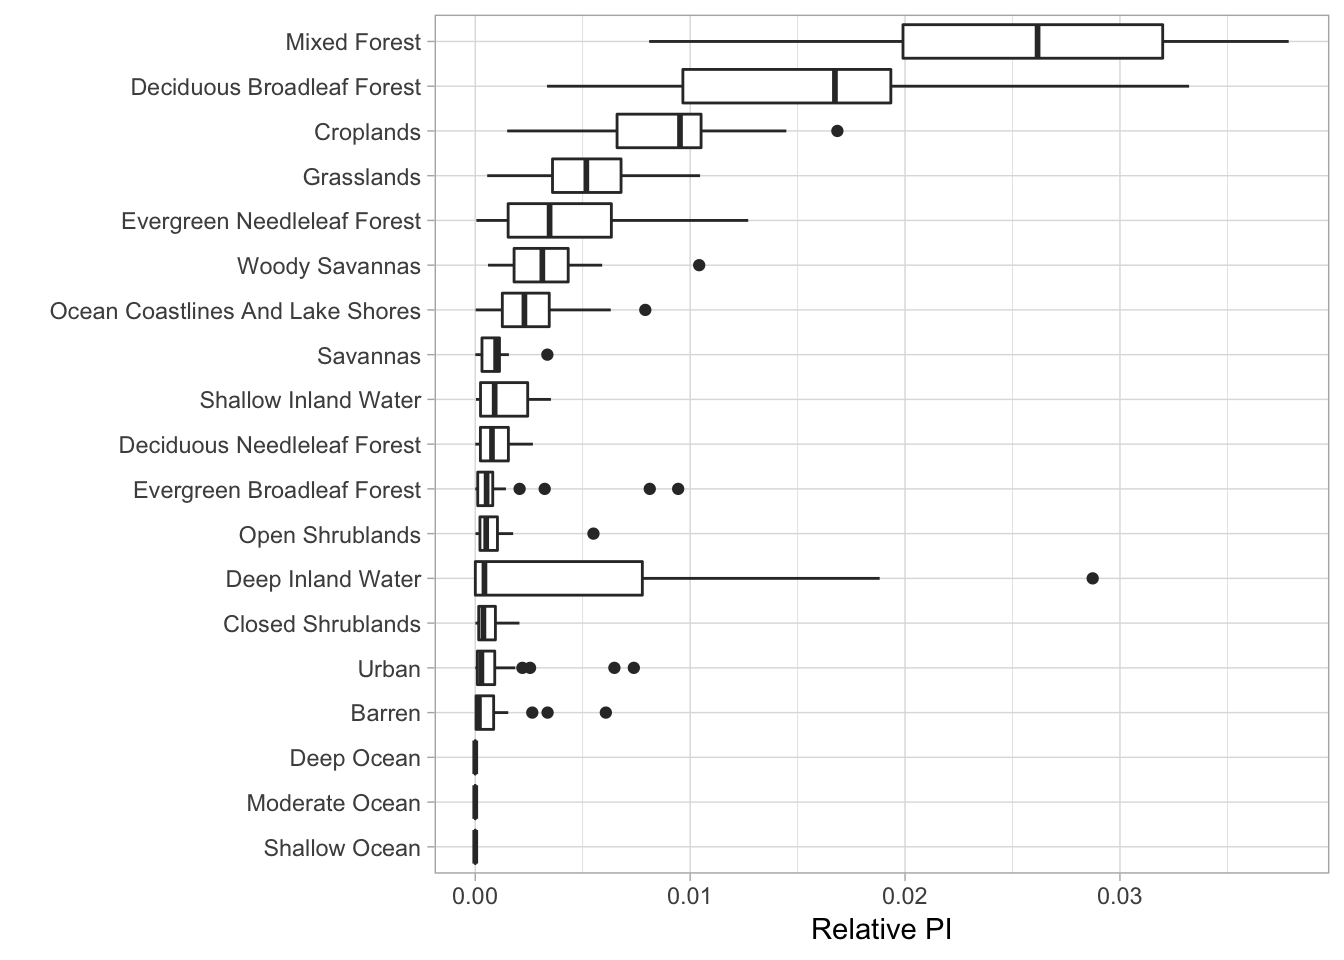 Mixed Forest
Deciduous Broadleaf Forest
Croplands
Grasslands
Evergreen Needleleaf Forest
Woody Savannas
Ocean Coastlines And Lake Shores
Savannas
Shallow Inland Water
Deciduous Needleleaf Forest
Evergreen Broadleaf Forest
Open Shrublands
Deep Inland Water
Closed Shrublands
Urban
Barren
Deep Ocean
Moderate Ocean
Shallow Ocean
0.00 0.01 0.02 0.03
Relative PI